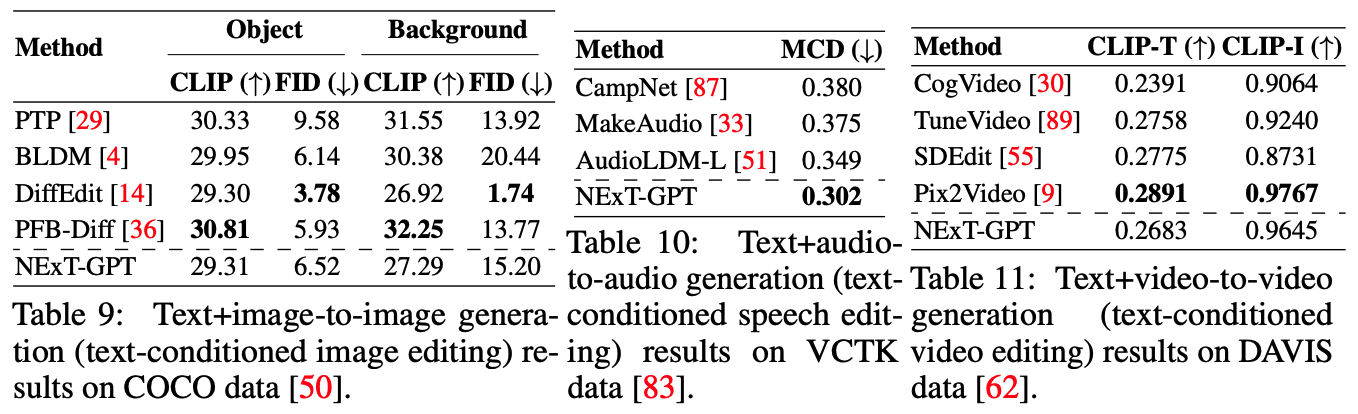 Method Object Background
CLIP (↑) FID (↓) CLIP (↑) FID (↓)
PTP [29] 30.33 9.58 31.55 13.92
BLDM [4] 29.95 6.14 30.38 20.44
DiffEdit [14] 29.30 3.78 26.92 1.74
PFB-Diff [36] 30.81 5.93 32.25 13.77
NExT-GPT 29.31 6.52 27.29 15.20
Table 9: Text+image-to-image genera-
tion (text-conditioned image editing) re-
sults on COCO data [50].
Method MCD (↓)
CampNet [87] 0.380
MakeAudio [33] 0.375
AudioLDM-L [51] 0.349
NExT-GPT 0.302
Table 10: Text+audio-
to-audio generation (text-
conditioned speech edit-
ing) results on VCTK
data [83].
Method CLIP-T (↑) CLIP-I (↑)
CogVideo [30] 0.2391 0.9064
TuneVideo [89] 0.2758 0.9240
SDEdit [55] 0.2775 0.8731
Pix2Video [9] 0.2891 0.9767
NExT-GPT 0.2683 0.9645
Table 11: Text+video-to-video
generation (text-conditioned
video editing) results on DAVIS
data [62].